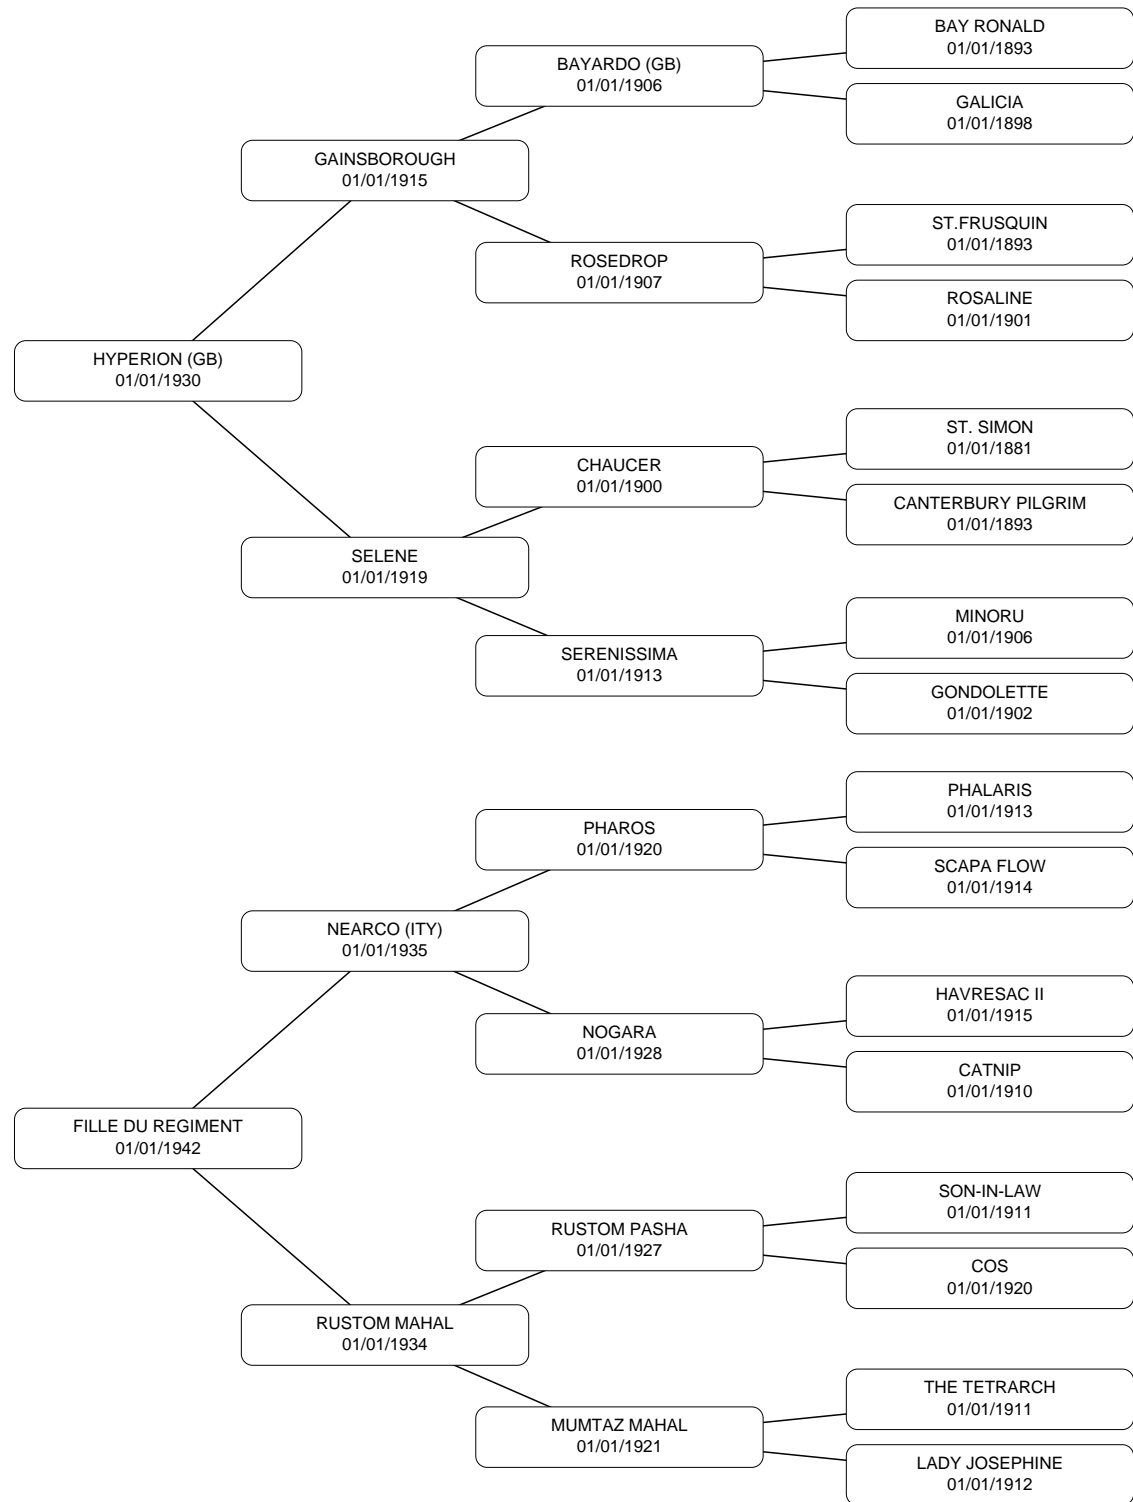 BAY RONALD
01/01/1893
BAYARDO (GB)
01/01/1906
GALICIA
01/01/1898
GAINSBOROUGH
01/01/1915
ST.FRUSQUIN
01/01/1893
ROSEDROP
01/01/1907
ROSALINE
01/01/1901
HYPERION (GB)
01/01/1930
ST. SIMON
01/01/1881
CHAUCER
01/01/1900
CANTERBURY PILGRIM
01/01/1893
SELENE
01/01/1919
MINORU
01/01/1906
SERENISSIMA
01/01/1913
GONDOLETTE
01/01/1902
PHALARIS
01/01/1913
PHAROS
01/01/1920
SCAPA FLOW
01/01/1914
NEARCO (ITY)
01/01/1935
HAVRESAC II
01/01/1915
NOGARA
01/01/1928
CATNIP
01/01/1910
FILLE DU REGIMENT
01/01/1942
SON-IN-LAW
01/01/1911
RUSTOM PASHA
01/01/1927
COS
01/01/1920
RUSTOM MAHAL
01/01/1934
THE TETRARCH
01/01/1911
MUMTAZ MAHAL
01/01/1921
LADY JOSEPHINE
01/01/1912